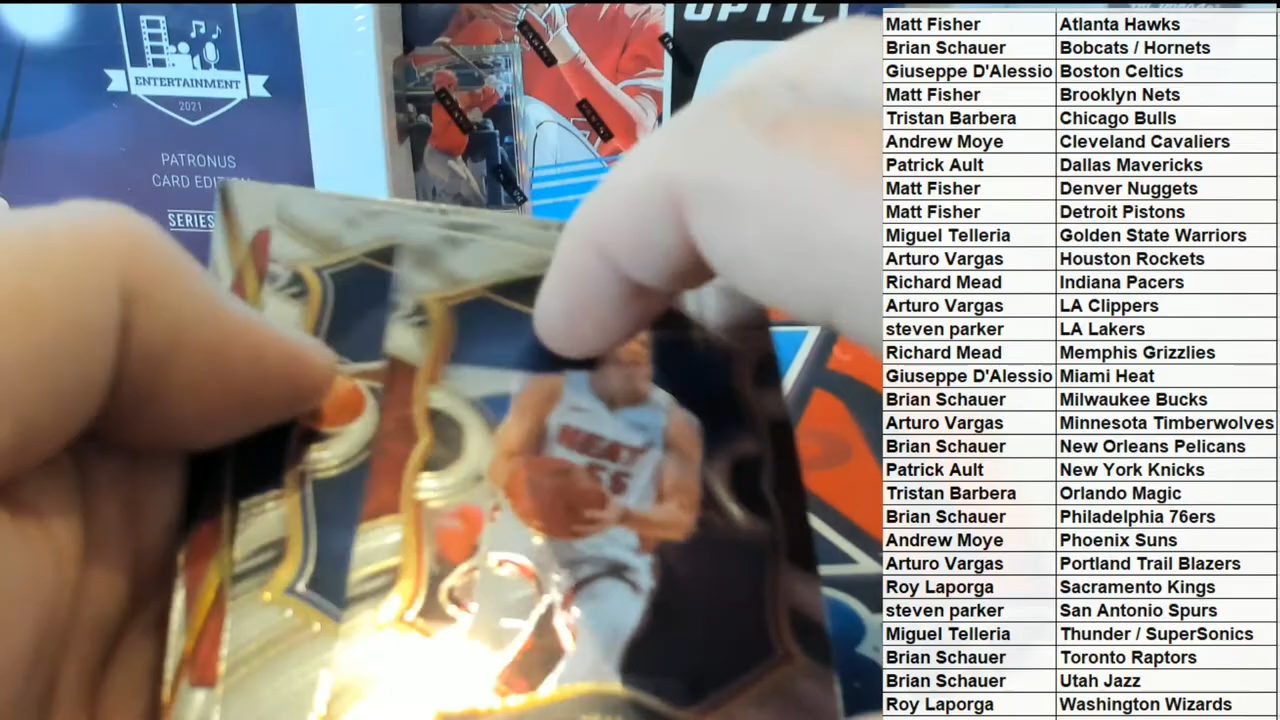 ENTERTAINMENT
2021
PATRONUS
CARD EDITION
SERIES
OPTIC
HEAT
Matt Fisher Atlanta Hawks
Brian Schauer Bobcats / Hornets
Giuseppe D'Alessio Boston Celtics
Matt Fisher Brooklyn Nets
Tristan Barbera Chicago Bulls
Andrew Moye Cleveland Cavaliers
Patrick Ault Dallas Mavericks
Matt Fisher Denver Nuggets
Matt Fisher Detroit Pistons
Miguel Telleria Golden State Warriors
Arturo Vargas Houston Rockets
Richard Mead Indiana Pacers
Arturo Vargas LA Clippers
steven parker LA Lakers
Richard Mead Memphis Grizzlies
Giuseppe D'Alessio Miami Heat
Brian Schauer Milwaukee Bucks
Arturo Vargas Minnesota Timberwolves
Brian Schauer New Orleans Pelicans
Patrick Ault New York Knicks
Tristan Barbera Orlando Magic
Brian Schauer Philadelphia 76ers
Andrew Moye Phoenix Suns
Arturo Vargas Portland Trail Blazers
Roy Laporga Sacramento Kings
steven parker San Antonio Spurs
Miguel Telleria Thunder / SuperSonics
Brian Schauer Toronto Raptors
Brian Schauer Utah Jazz
Roy Laporga Washington Wizards